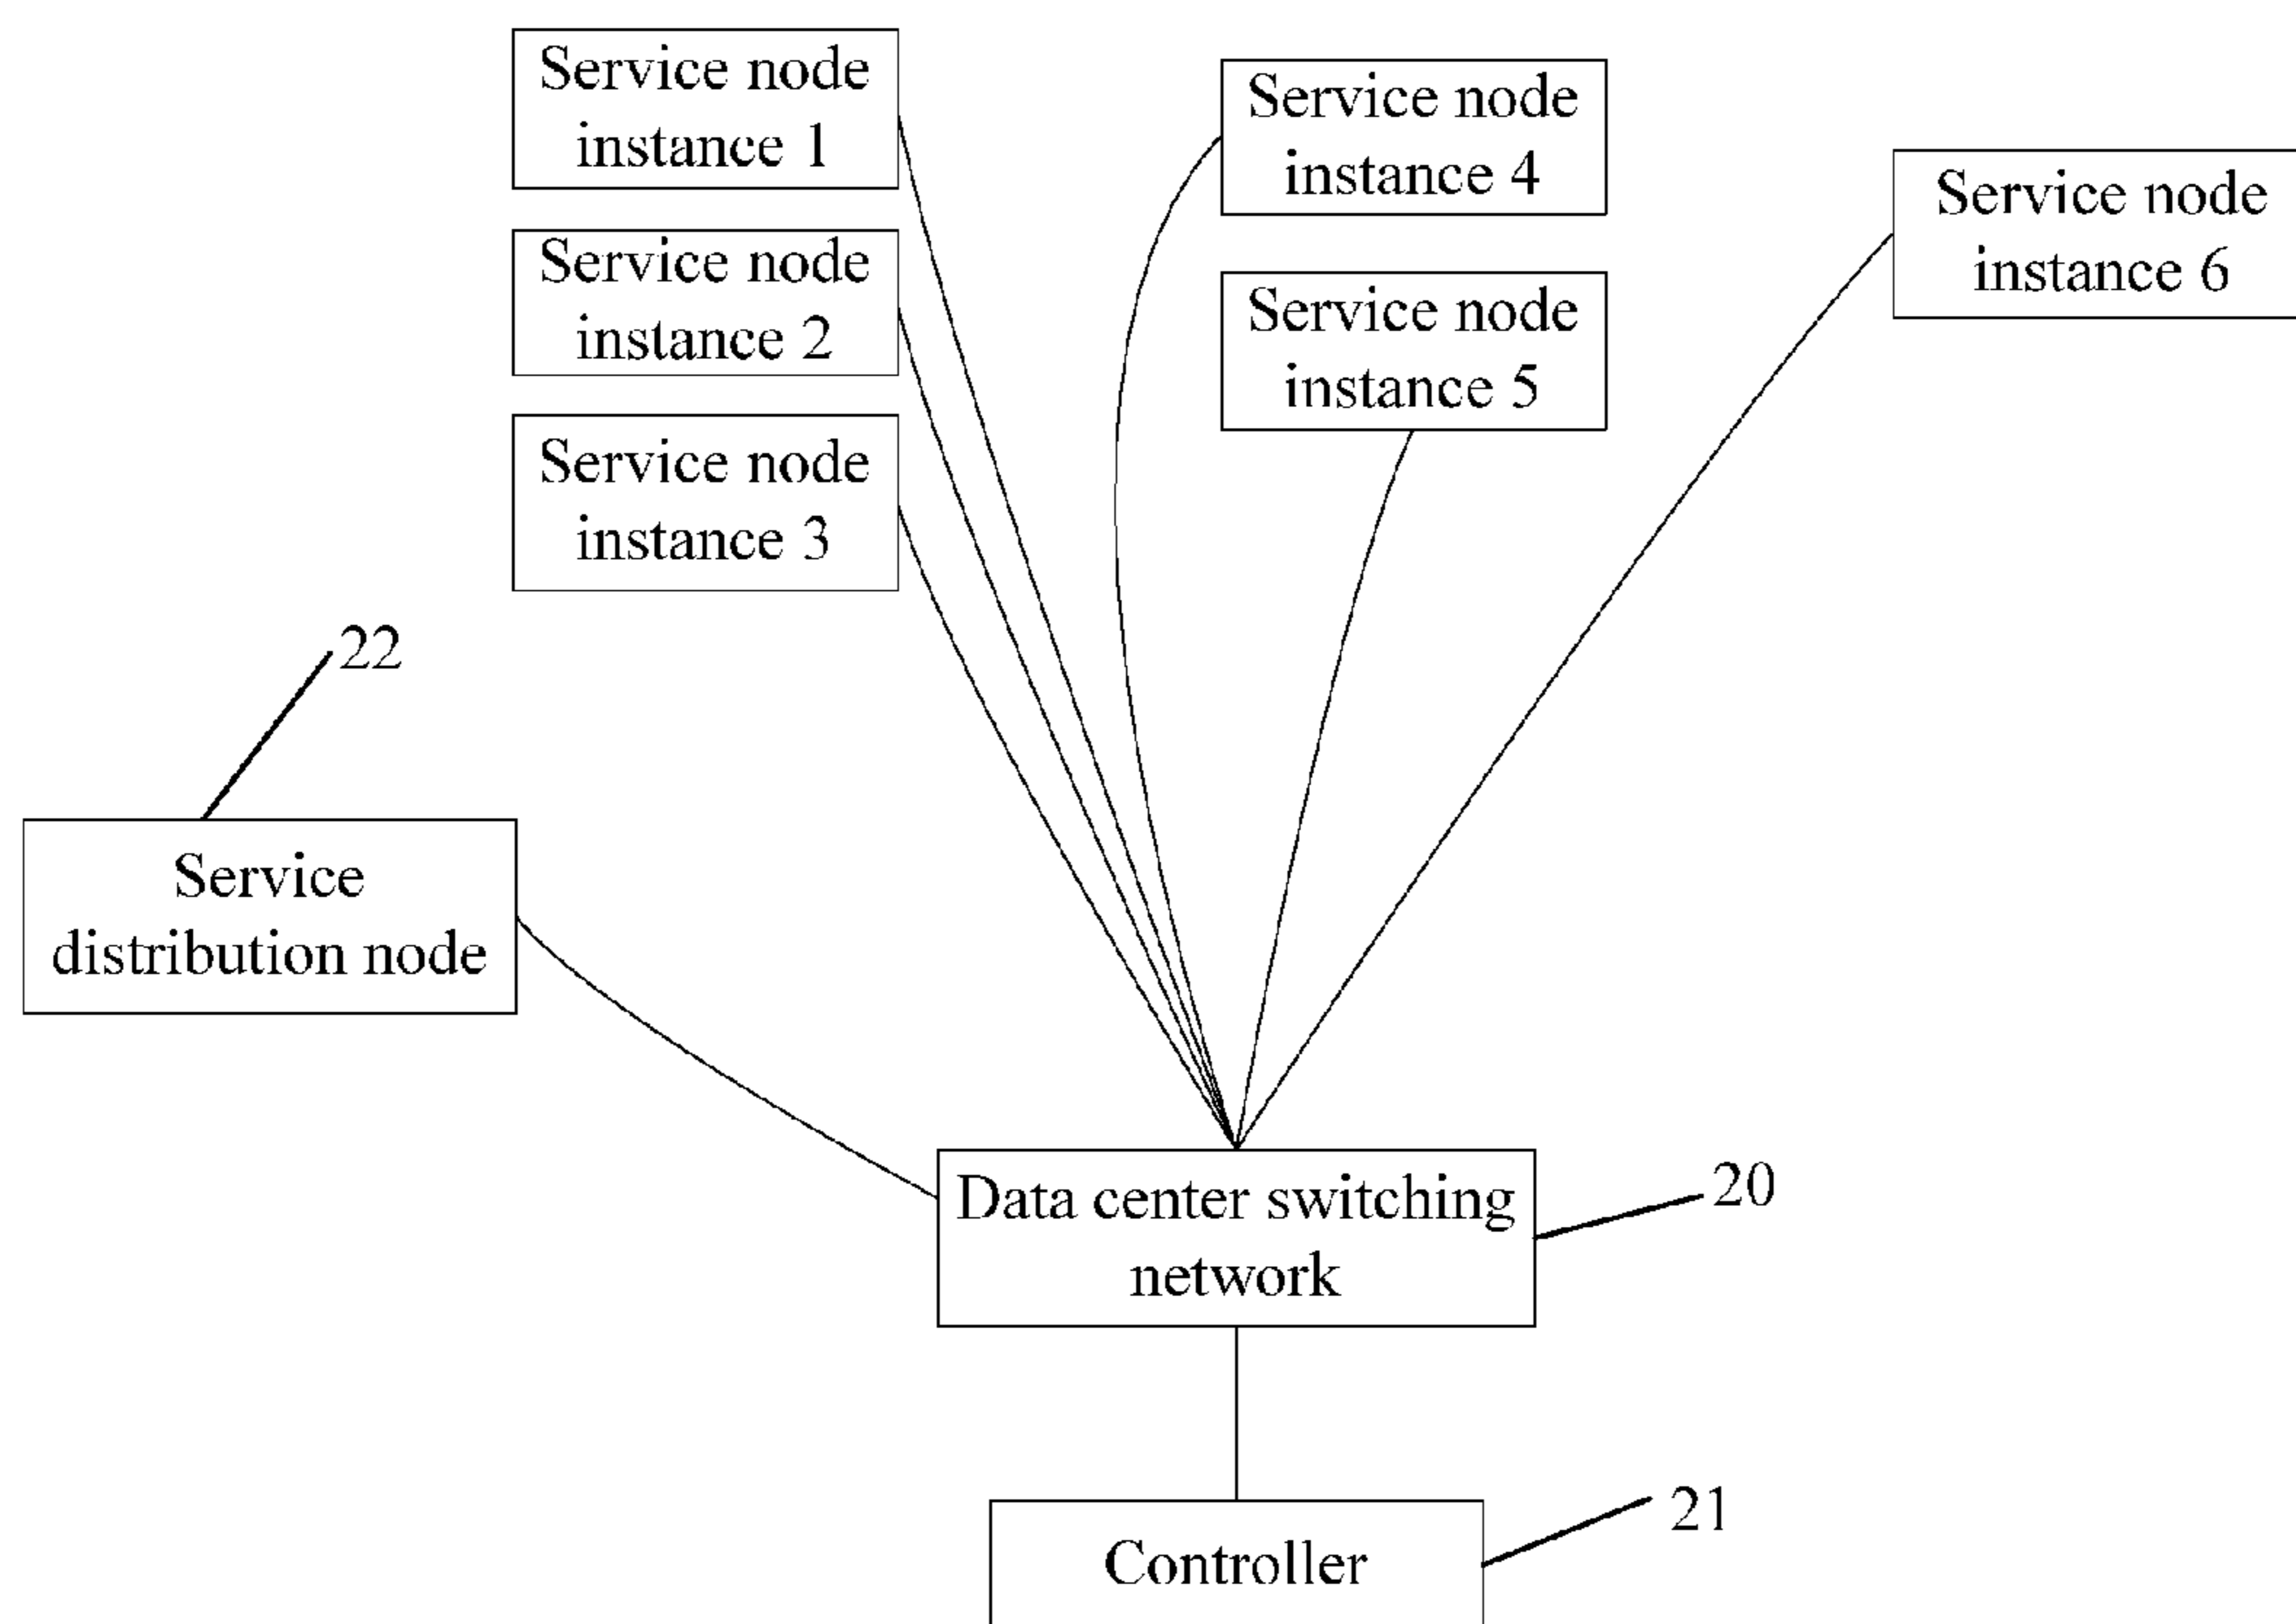 Service node
instance 1
Service node
instance 2
Service node
instance 3
Service node
instance 4
Service node
instance 5
Service node
instance 6
22
Service
distribution node
Data center switching
network
20
Controller
21